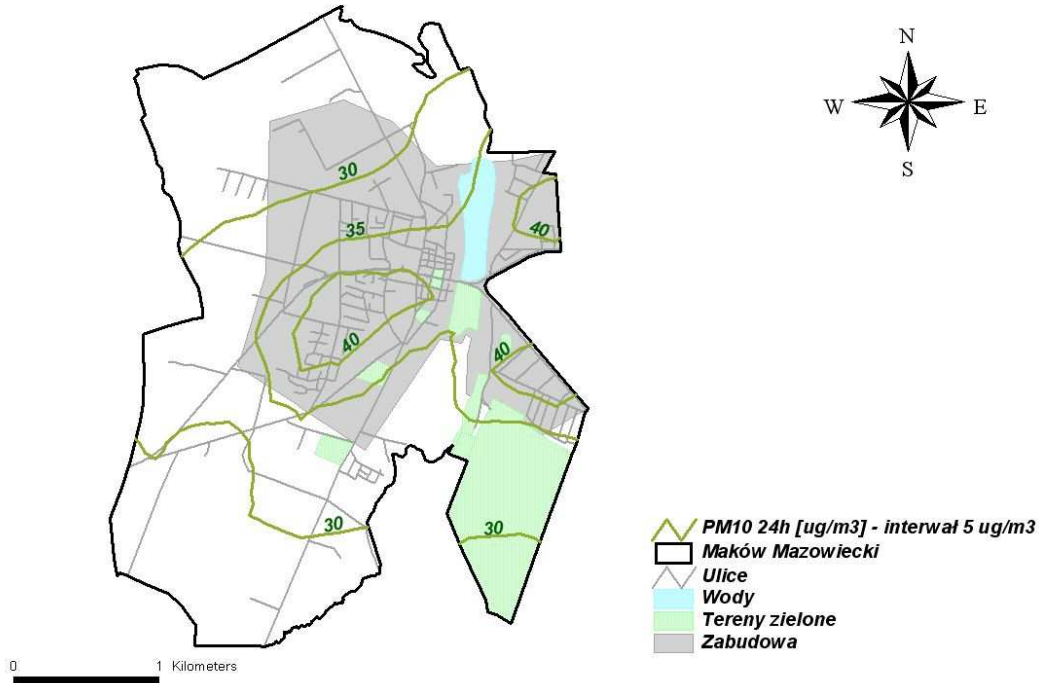 N
W E
S
30
35
40
40
40
30
30
PM10 24h [ug/m3] - interwał 5 ug/m3
Maków Mazowiecki
Ulice
Wody
Tereny zielone
Zabudowa
0 1 Kilometers